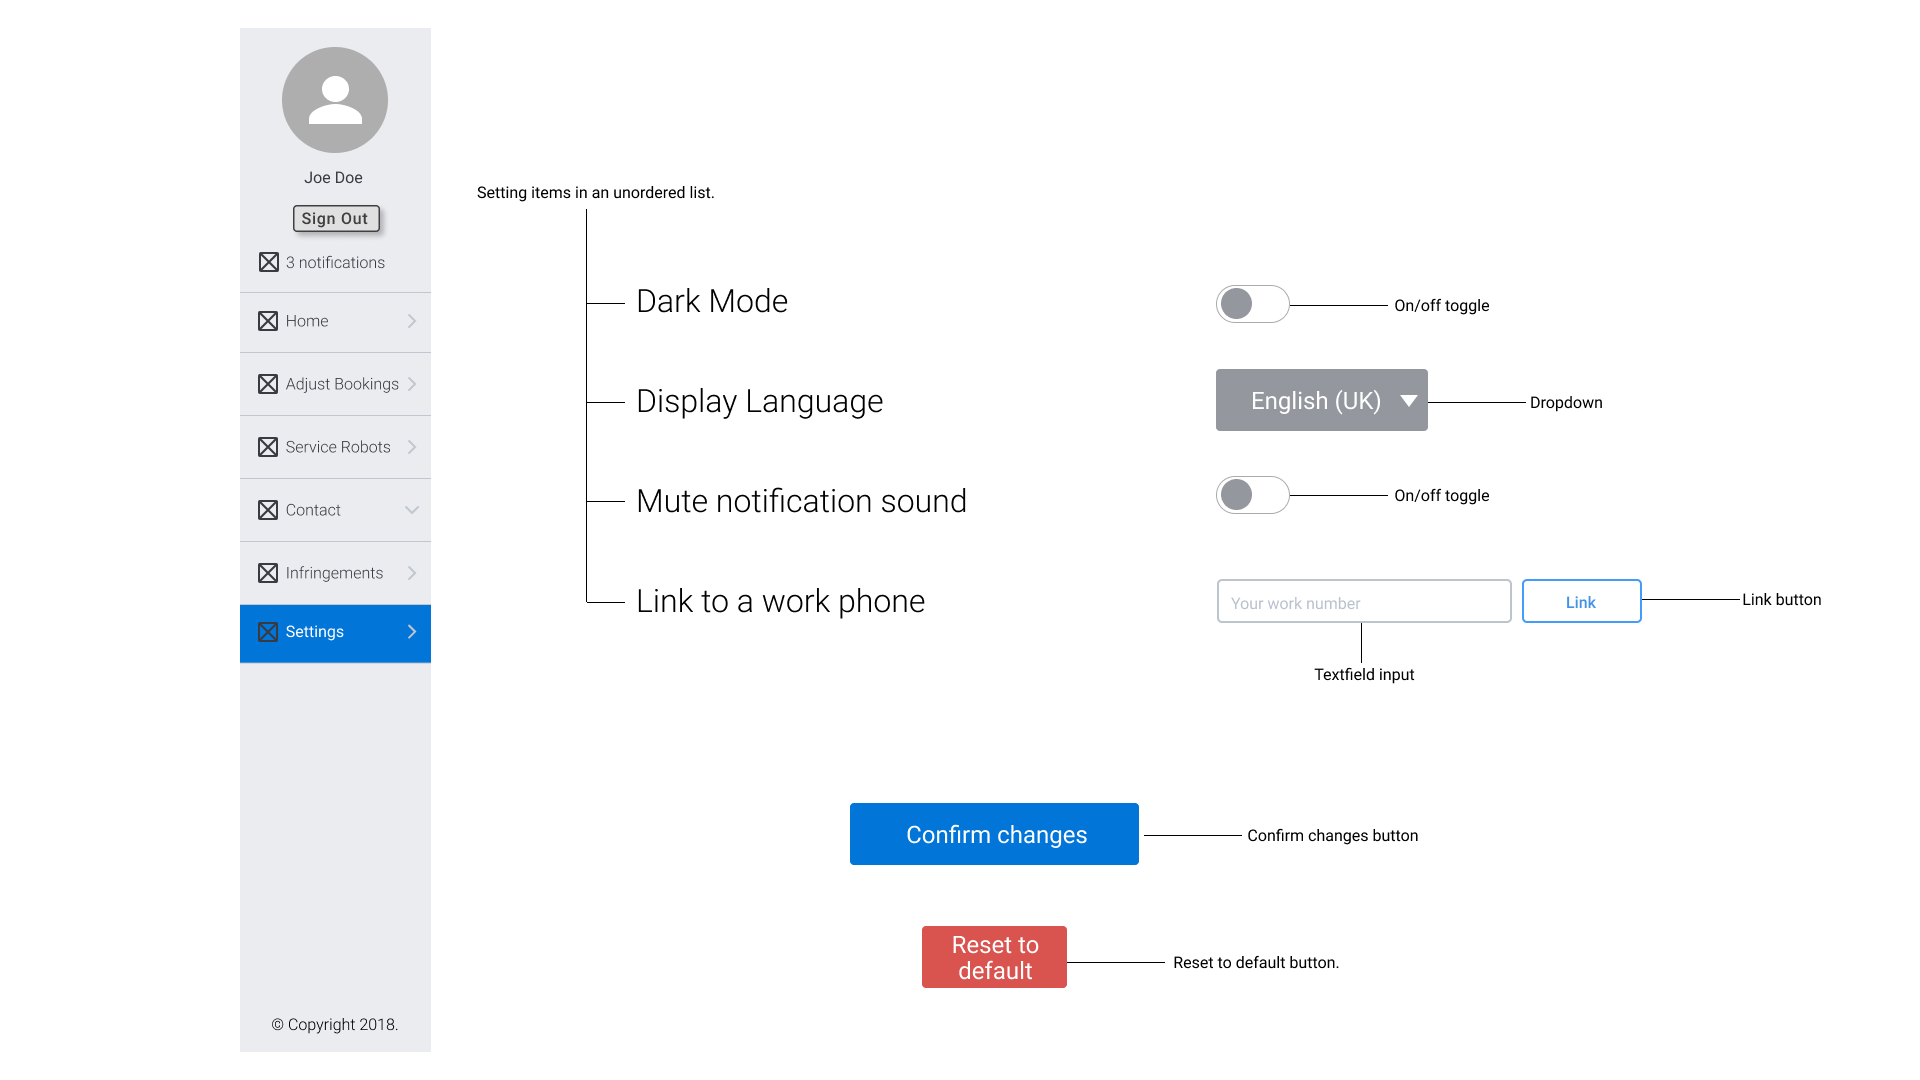 Joe Doe
Sign Out
3 notifications
Home
Adjust Bookings
Service Robots
Contact
Infringements
Settings
© Copyright 2018.
Setting items in an unordered list.
Dark Mode
On/off toggle
Display Language
English (UK)
Dropdown
Mute notification sound
On/off toggle
Link to a work phone
Your work number
Link
Link button
Textfield input
Confirm changes
Confirm changes button
Reset to
default
Reset to default button.